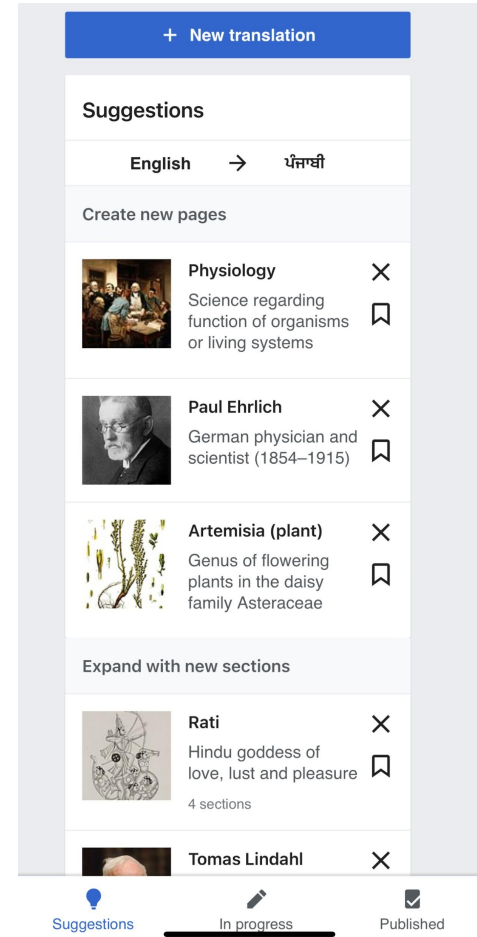 + New translation
Suggestions
English → ਪੰਜਾਬੀ
Create new pages
Physiology
Science regarding
function of organisms
or living systems
Paul Ehrlich
German physician and
scientist (1854–1915)
Artemisia (plant)
Genus of flowering
plants in the daisy
family Asteraceae
Expand with new sections
Rati
Hindu goddess of
love, lust and pleasure
4 sections
Tomas Lindahl
Suggestions In progress Published